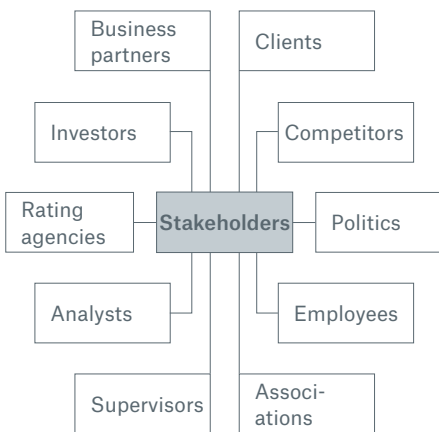 Business
partners
Clients
Investors
Competitors
Rating
agencies
Stakeholders
Politics
Analysts
Employees
Supervisors
Associ-
ations